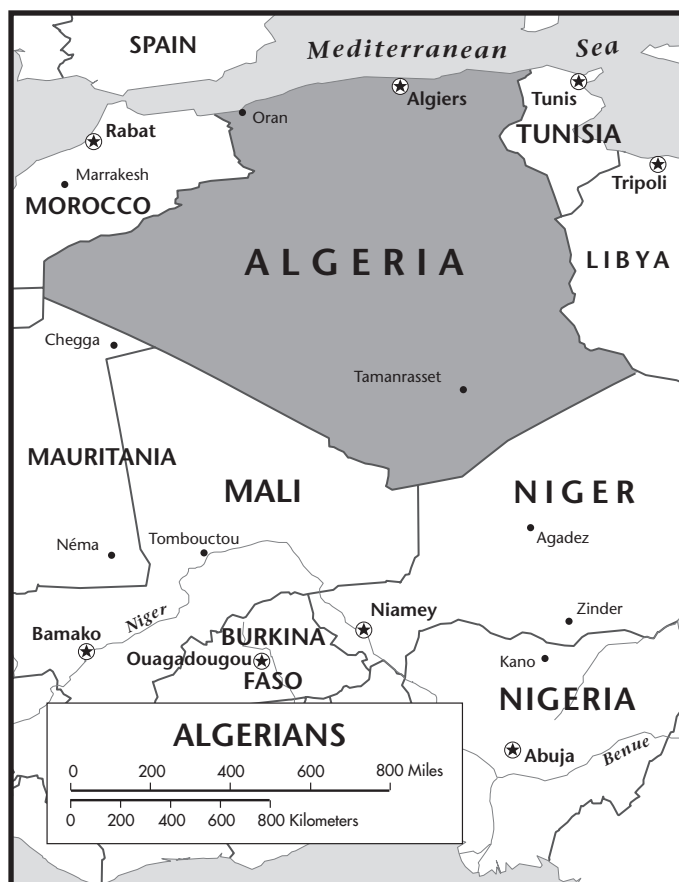 SPAIN
Mediterranean Sea
Algiers
Tunis
Oran
Rabat
TUNISIA
Marrakesh
Tripoli
MOROCCO
ALGERIA
LIBYA
Chegga
Tamanrasset
MAURITANIA
MALI
NIGER
Néma
Tombouctou
Agadez
Niger
Niamey
Zinder
Bamako
BURKINA
FASO
Ouagadougou
Kano
NIGERIA
Abuja
Benue
ALGERIANS
0 200 400 600 800 Miles
0 200 400 600 800 Kilometers